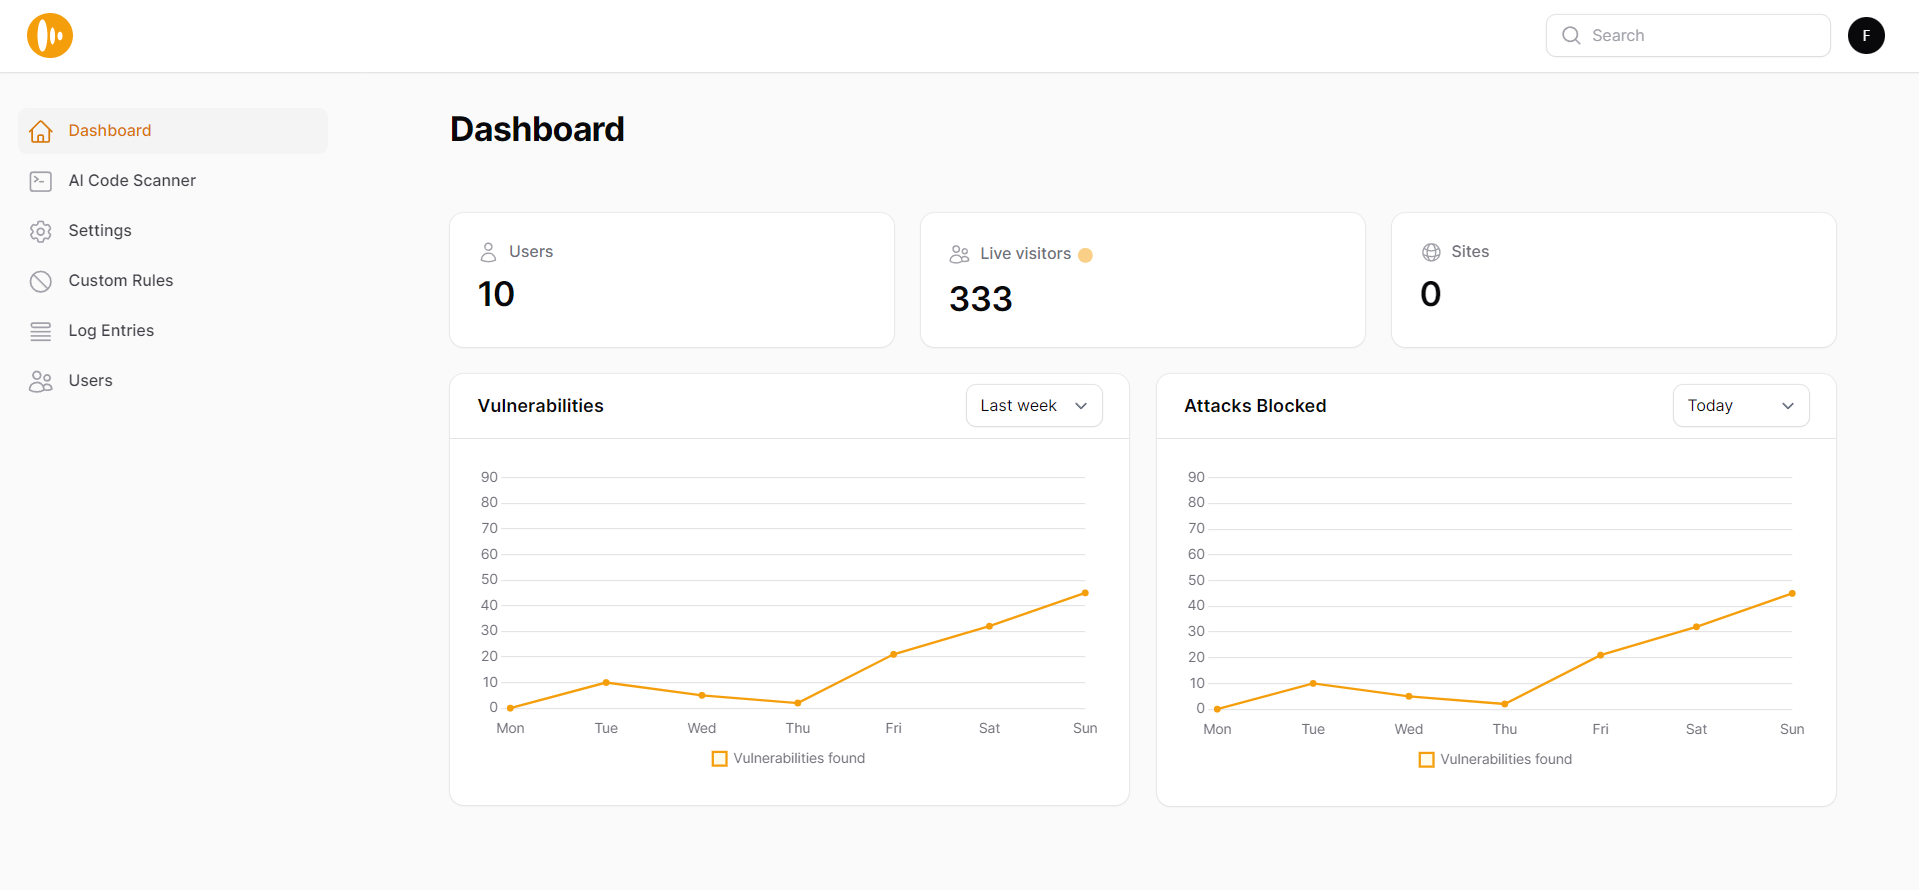 Search
F
Dashboard
AI Code Scanner
Settings
Custom Rules
Log Entries
Users
Dashboard
Users
10
Live visitors
333
Sites
0
Vulnerabilities
Last week
90
80
70
60
50
40
30
20
10
0
Mon Tue Wed Thu Fri Sat Sun
Vulnerabilities found
Attacks Blocked
Today
90
80
70
60
50
40
30
20
10
0
Mon Tue Wed Thu Fri Sat Sun
Vulnerabilities found